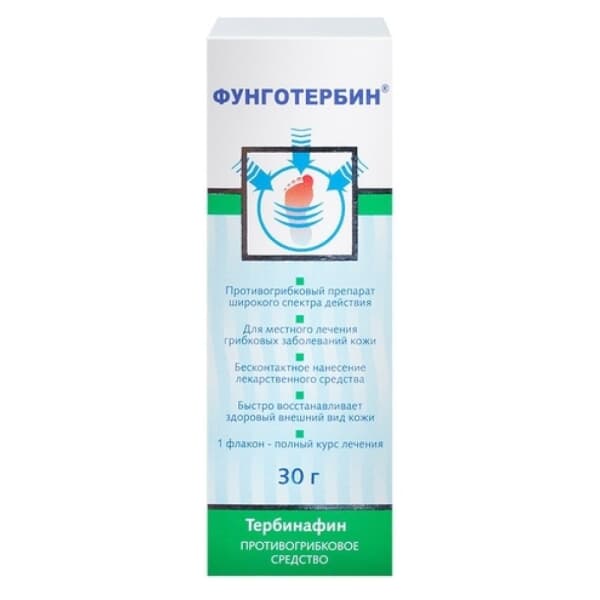 ФУНГОТЕРБИН®
Противогрибковый препарат
широкого спектра действия
Для местного лечения
грибковых заболеваний кожи
Бесконтактное нанесение
лекарственного средства
Быстро восстанавливает
здоровый внешний вид кожи
1 флакон - полный курс лечения
30 г
Тербинафин
ПРОТИВОГРИБКОВОЕ
СРЕДСТВО